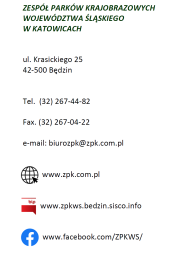 ZESPÓŁ PARKÓW KRAJOBRAZOWYCH
WOJEWÓDZTWA ŚLĄSKIEGO
W KATOWICACH
ul. Krasickiego 25
42-500 Będzin
Tel. (32) 267-44-82
Fax. (32) 267-04-22
e-mail: biurozpk@zpk.com.pl
www.zpk.com.pl
www.zpkws.bedzin.sisco.info
www.facebook.com/ZPKWS/